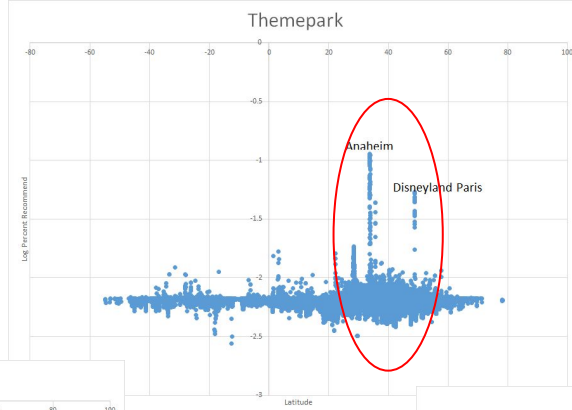 Themepark
-80 -60 -40 -20 0 20 40 60 80 100
0
-0.5
-1
-1.5
-2
-2.5
-3
Anaheim
Disneyland Paris
Log Percent Recommend
Latitude
80 100